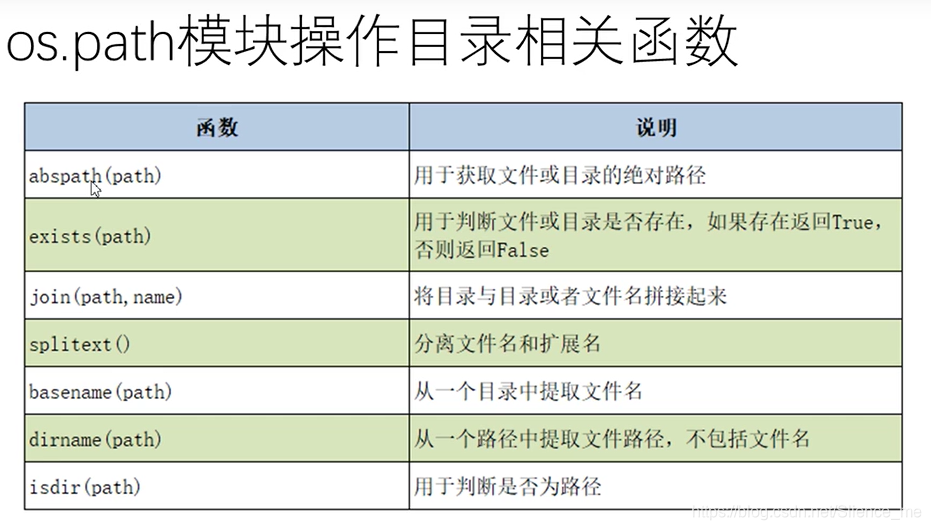 os.path模块操作目录相关函数
函数
说明
abspath(path)
用于获取文件或目录的绝对路径
exists(path)
用于判断文件或目录是否存在，如果存在返回True，
否则返回False
join(path,name)
将目录与目录或者文件名拼接起来
splitext()
分离文件名和扩展名
basename(path)
从一个目录中提取文件名
dirname(path)
从一个路径中提取文件路径，不包括文件名
isdir(path)
用于判断是否为路径
https://blog.csdn.net/Silence_me